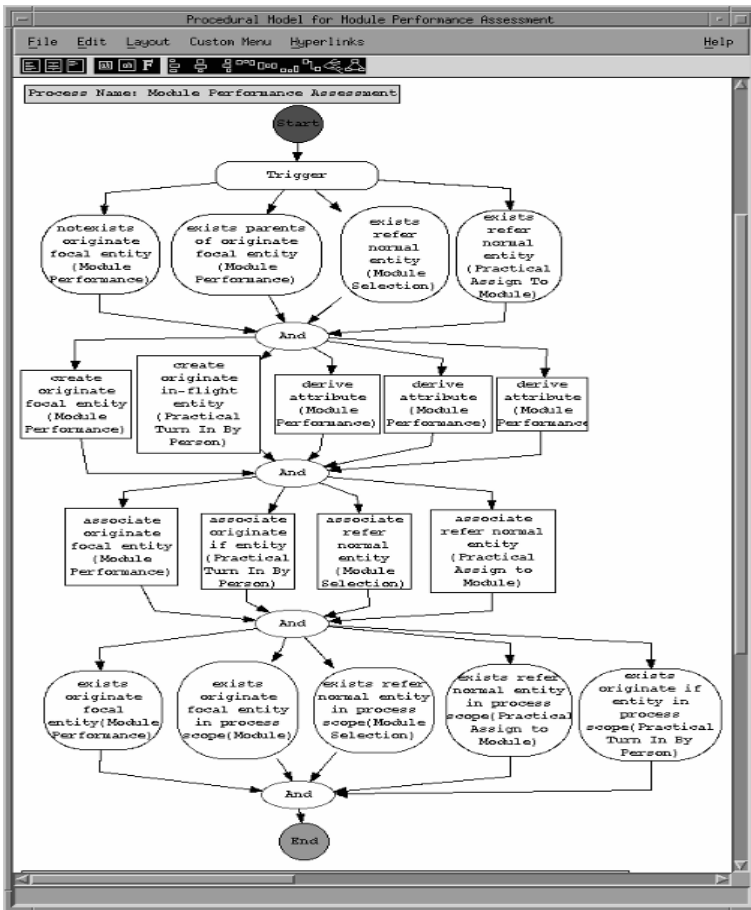 Procedural Model for Module Performance Assessment
File Edit Layout Custom Menu Hyperlinks Help
F
Process Name: Module Performance Assessment
Start
Trigger
notexists
originate
focal entity
(Module
Performance)
exists parents
of originate
focal entity
(Module
Performance)
exists
refer
normal
entity
(Module
Selection)
exists
refer
normal
entity
(Practical
Assign To
Module)
And
create
originate
focal entity
(Module
Performance)
create
originate
in-flight
entity
(Practical
Turn In By
Person)
derive
attribute
(Module
Performance)
derive
attribute
(Module
Performance)
derive
attribute
(Module
Performance
And
associate
originate
focal entity
(Module
Performance)
associate
originate
if entity
(Practical
Turn In By
Person)
associate
refer
normal
entity
(Module
Selection)
associate
refer normal
entity
(Practical
Assign to
Module)
And
exists
originate
focal
entity(Module
Performance)
exists
originate
focal entity
in process
scope(Module)
exists refer
normal entity
in process
scope(Module
Selection)
exists refer
normal entity
in process
scope(Practical
Assign to
Module)
exists
originate if
entity in
process
scope(Practical
Turn In By
Person)
And
End